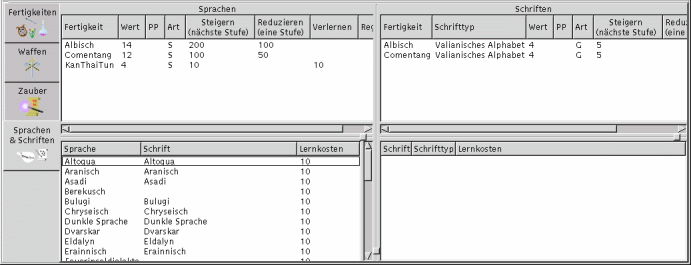 Fertigkeiten
Waffen
Zauber
Sprachen
& Schriften
Sprachen
Fertigkeit Wert PP Art Steigern (nächste Stufe) Reduzieren (eine Stufe) Verlernen Reg
Albisch 14 S 200 100
Comentang 12 S 100 50
KanThaiTun 4 S 10 10
Schriften
Fertigkeit Schrifttyp Wert PP Art Steigern (nächste Stufe) Reduz (eine
Albisch Valianisches Alphabet 4 G 5
Comentang Valianisches Alphabet 4 G 5
Sprache Schrift Lernkosten
Altoqua Altoqua 10
Aranisch Aranisch 10
Asadi Asadi 10
Berekusch 10
Bulugi Bulugi 10
Chryseisch Chryseisch 10
Dunkle Sprache Dunkle Sprache 10
Dvarskar Dvarskar 10
Eldalyn Eldalyn 10
Erainnisch Erainnisch 10
10
Schrift Schrifttyp Lernkosten